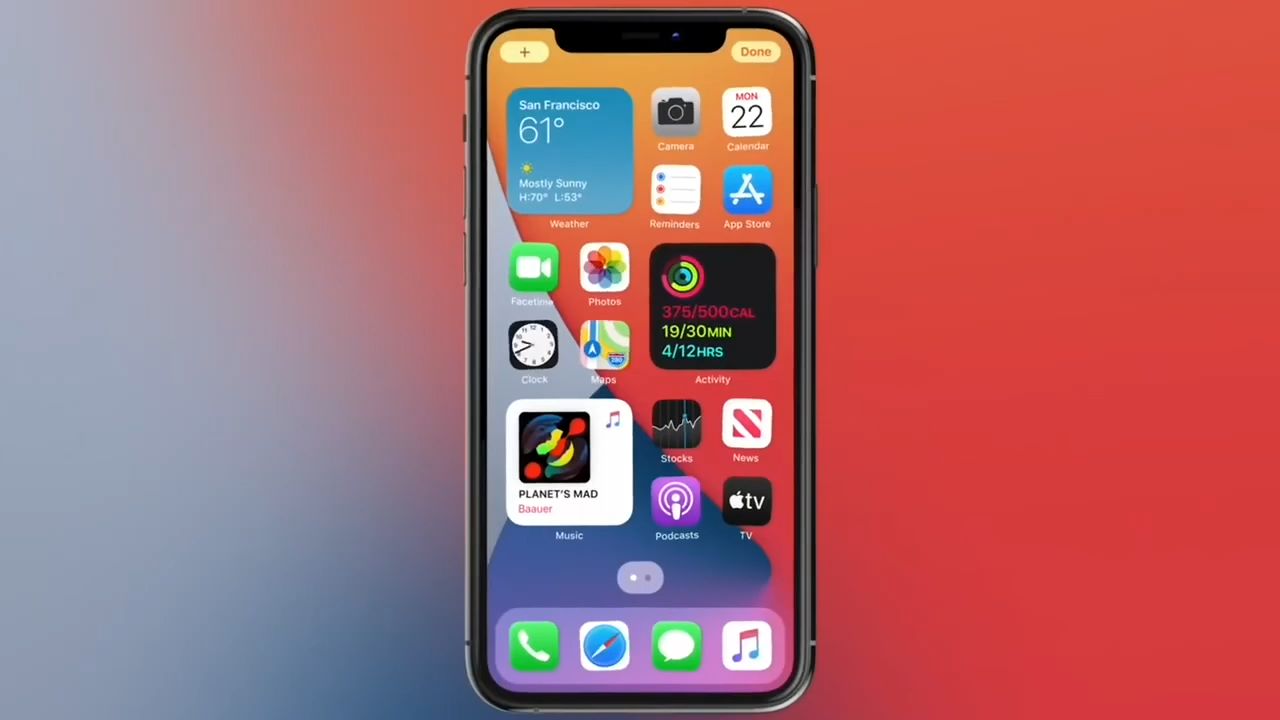 +
Done
San Francisco
61°
Mostly Sunny
H:70° L:53°
Weather
Camera
MON
22
Calendar
Reminders
App Store
Facetime
Photos
375/500CAL
19/30MIN
4/12HRS
Activity
Clock
Maps
PLANET'S MAD
Baauer
Music
Stocks
News
Podcasts
tv
TV